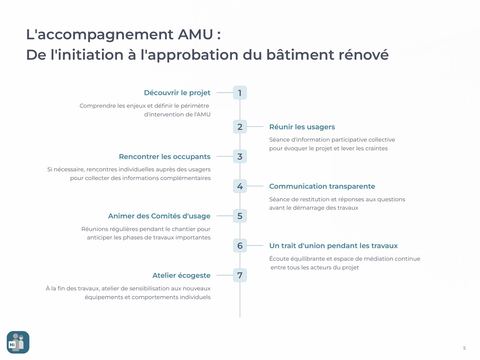 L'accompagnement AMU :
De l'initiation à l'approbation du bâtiment rénové
Découvrir le projet
1
Comprendre les enjeux et définir le périmètre
d'intervention de l'AMU
2
Réunir les usagers
Séance d'information participative collective
pour évoquer le projet et lever les craintes
Rencontrer les occupants
3
Si nécessaire, rencontres individuelles auprès des usagers
pour collecter des informations complémentaires
4
Communication transparente
Séance de restitution et réponses aux questions
avant le démarrage des travaux
Animer des Comités d'usage
5
Réunions régulières pendant le chantier pour
anticiper les phases de travaux importantes
6
Un trait d'union pendant les travaux
Écoute équilibrante et espace de médiation continue
entre tous les acteurs du projet
Atelier écogeste
7
À la fin des travaux, atelier de sensibilisation aux nouveaux
équipements et comportements individuels